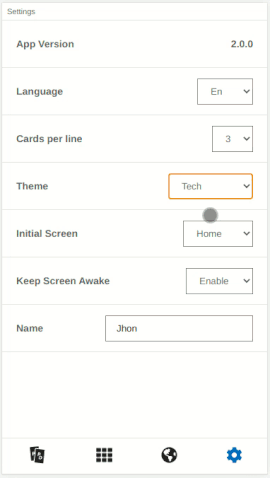 Settings
App Version 2.0.0
Language En
Cards per line 3
Theme Tech
Initial Screen Home
Keep Screen Awake Enable
Name Jhon